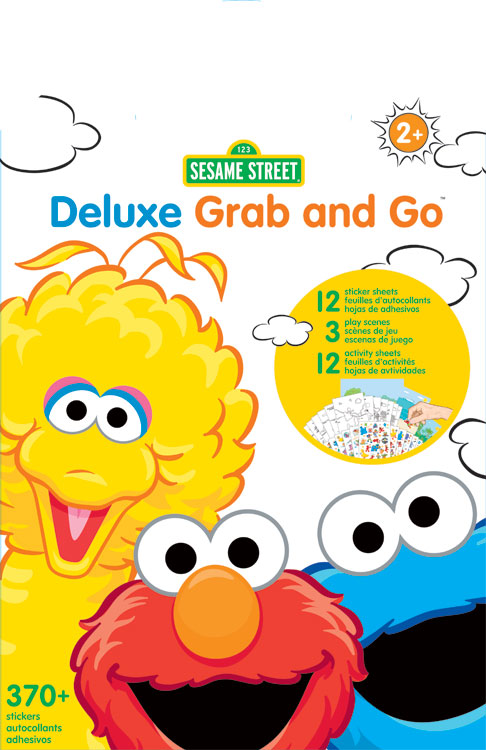 2+
123
SESAME STREET
Deluxe Grab and Go™
12 sticker sheets
feuilles d'autocollants
hojas de adhesivos
3 play scenes
scènes de jeu
escenas de juego
12 activity sheets
feuilles d'activités
hojas de avtividades
370+
stickers
autocollants
adhesivos